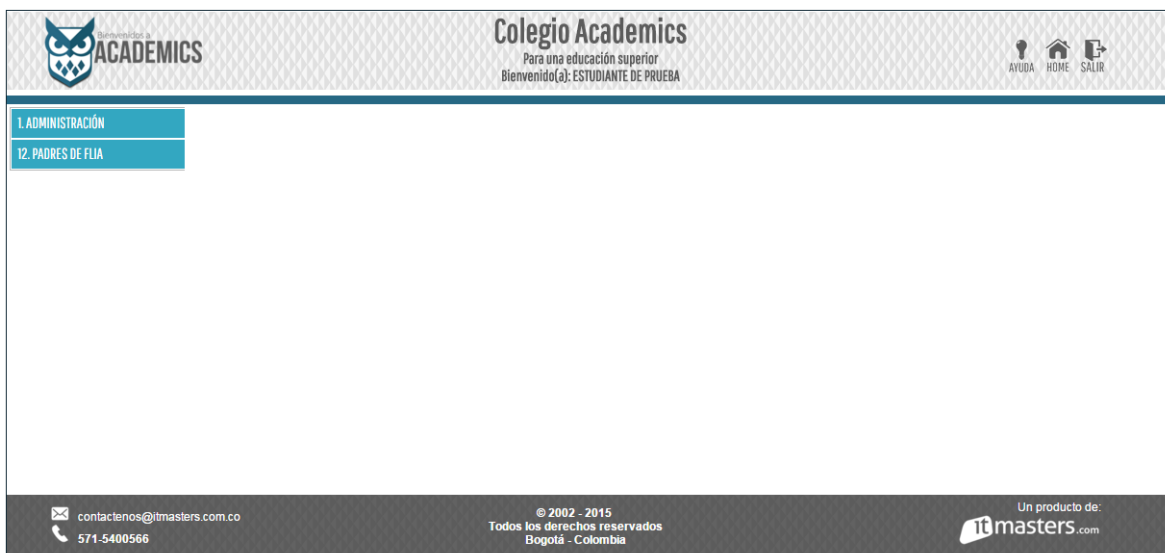 Bienvenidos a
ACADEMICS
Colegio Academics
Para una educación superior
Bienvenido(a): ESTUDIANTE DE PRUEBA
AYUDA HOME SALIR
1. ADMINISTRACIÓN
12. PADRES DE FLIA
contactenos@itmasters.com.co
571-5400566
© 2002 - 2015
Todos los derechos reservados
Bogotá - Colombia
Un producto de:
itmasters.com